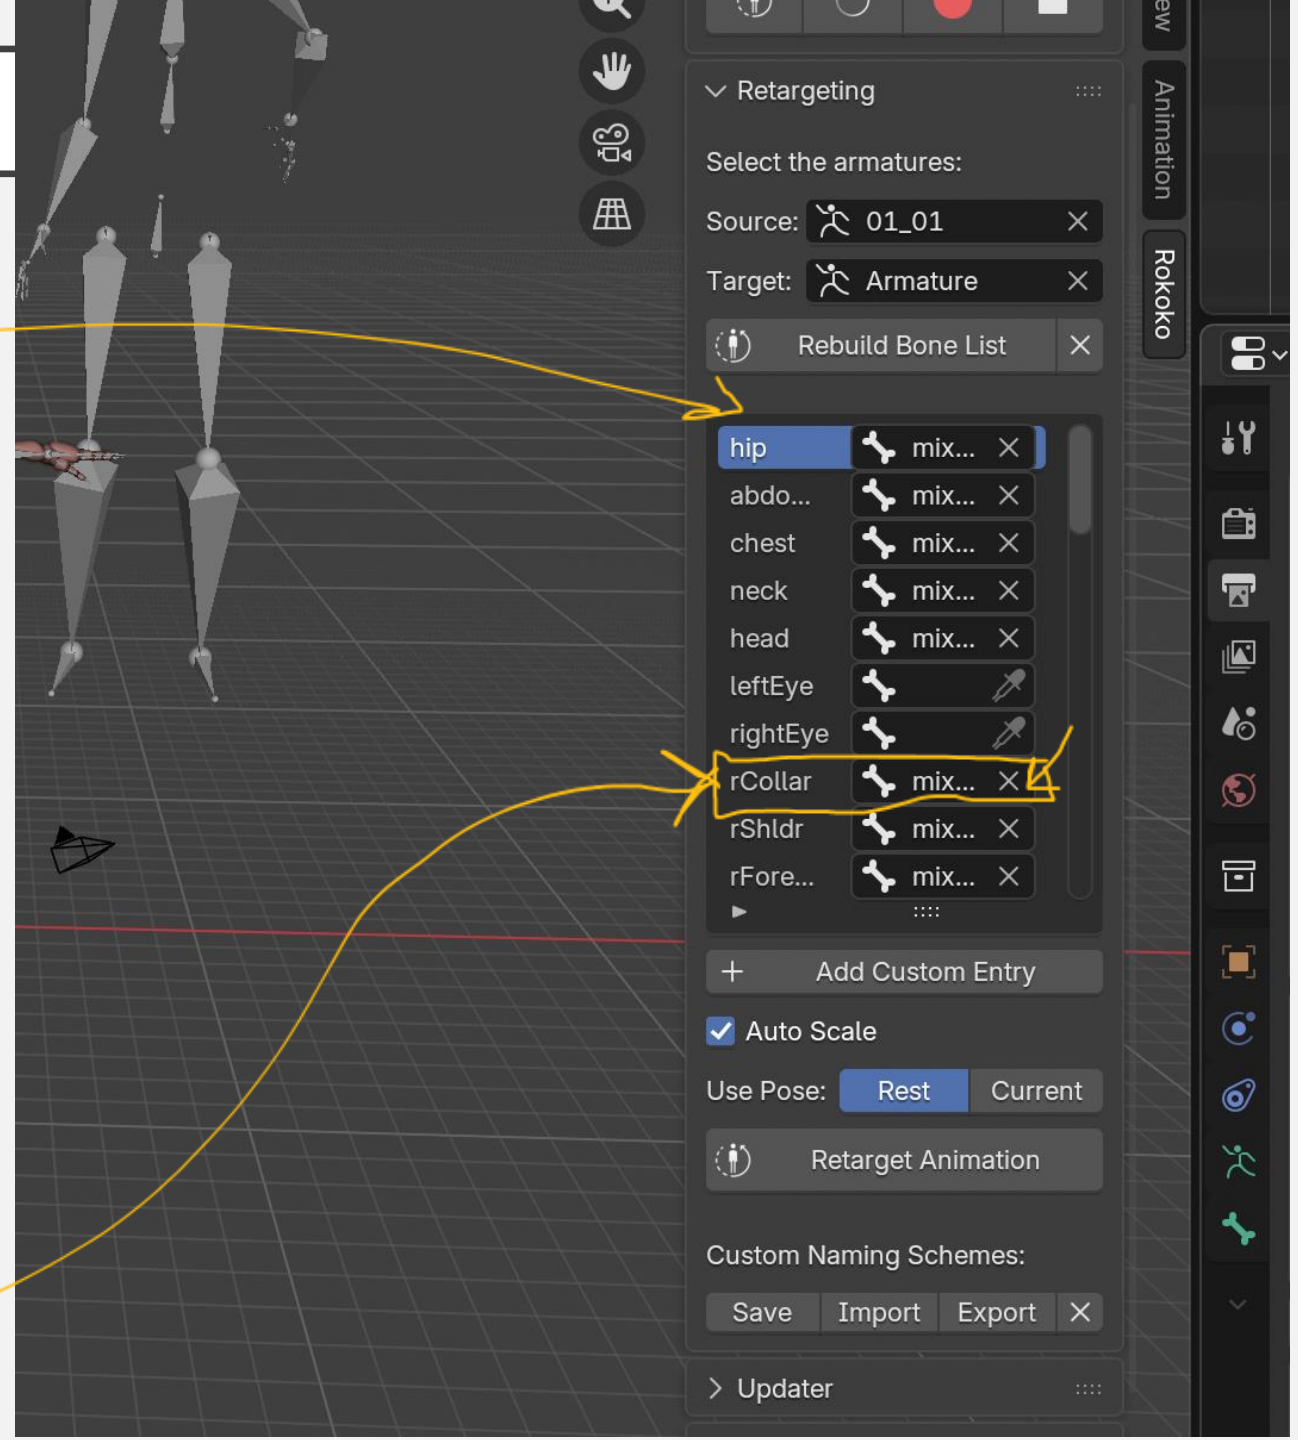 ew
Animation
Rokoko
Retargeting
Select the armatures:
Source: 01_01
Target: Armature
Rebuild Bone List
hip mix...
abdo... mix...
chest mix...
neck mix...
head mix...
leftEye
rightEye
rCollar mix...
rShldr mix...
rFore... mix...
Add Custom Entry
Auto Scale
Use Pose: Rest Current
Retarget Animation
Custom Naming Schemes:
Save Import Export
Updater